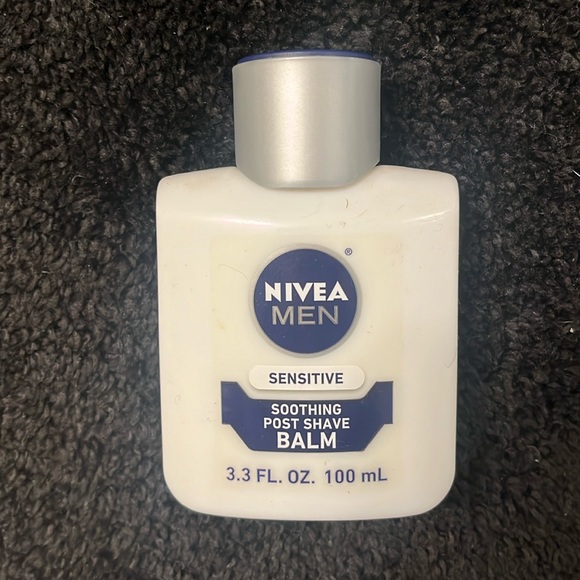 ®
NIVEA
MEN
SENSITIVE
SOOTHING
POST SHAVE
BALM
3.3 FL. OZ. 100 mL